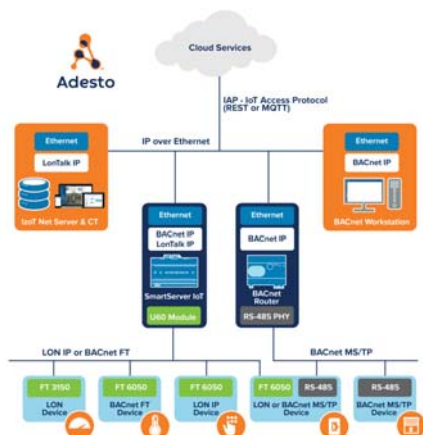 Adesto
Cloud Services
IAP - IoT Access Protocol
(REST or MQTT)
IP over Ethernet
Ethernet
LonTalk IP
IzoT Net Server & CT
Ethernet
BACnet IP
BACnet Workstation
Ethernet
BACnet IP
LonTalk IP
SmartServer IoT
U60 Module
Ethernet
BACnet IP
BACnet
Router
RS-485 PHY
LON IP or BACnet FT
BACnet MS/TP
FT 3150
LON
Device
FT 6050
BACnet FT
Device
FT 6050
LON IP
Device
FT 6050
RS-485
LON or BACnet MS/TP
Device
RS-485
BACnet MS/TP
Device